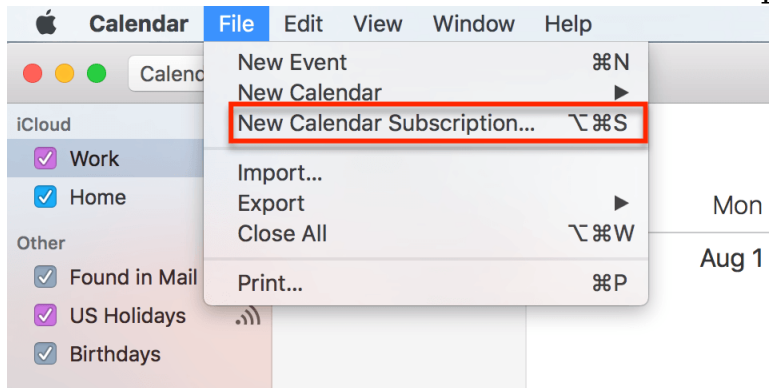 Calendar File Edit View Window Help
Calend
New Event ⌘N
New Calendar ▶
New Calendar Subscription... ⌥⌘S
Import...
Export ▶
Close All ⌥⌘W
Print... ⌘P
iCloud
Work
Home
Other
Found in Mail
US Holidays
Birthdays
Mon
Aug 1